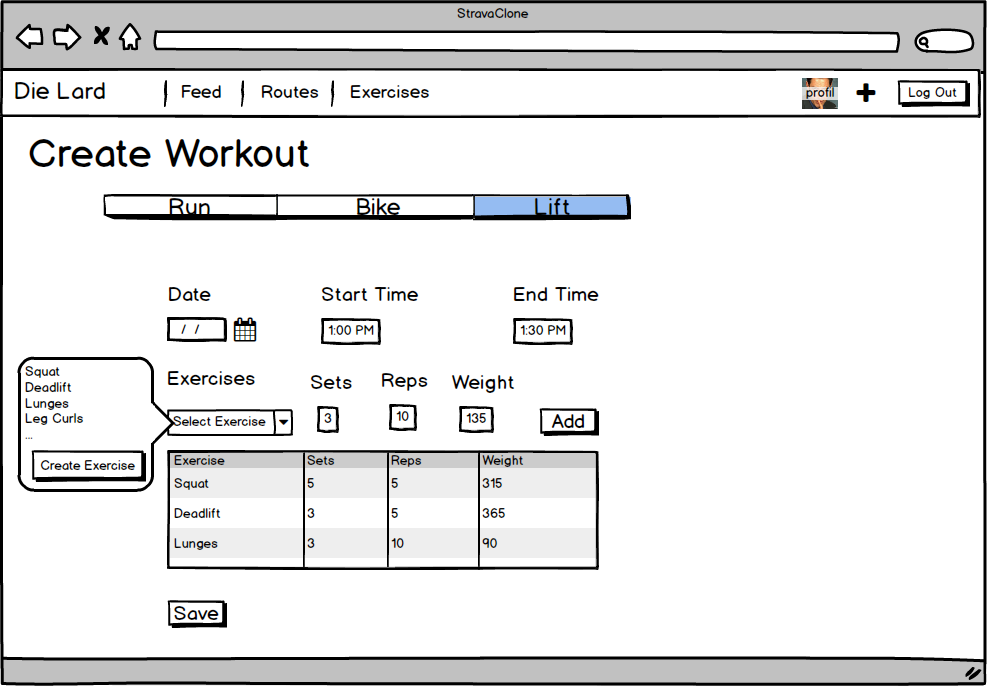 StravaClone
Die Lard
Feed
Routes
Exercises
profil
Log Out
Create Workout
Run
Bike
Lift
Date
Start Time
End Time
/ /
1:00 PM
1:30 PM
Squat
Deadlift
Lunges
Leg Curls
...
Create Exercise
Exercises
Sets
Reps
Weight
Select Exercise
3
10
135
Add
Exercise Sets Reps Weight
Squat 5 5 315
Deadlift 3 5 365
Lunges 3 10 90
Save